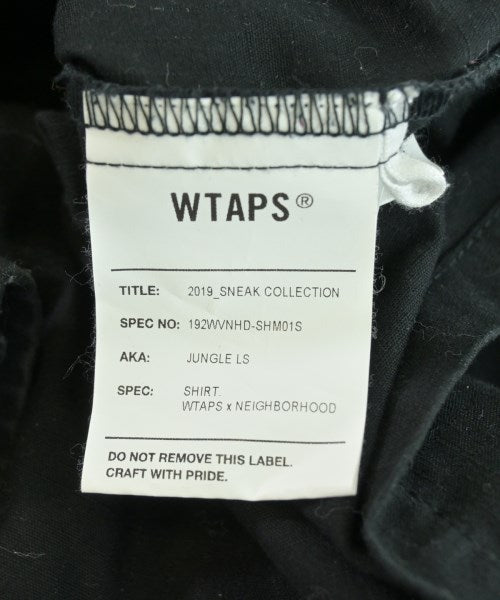 WTAPS®
TITLE: 2019_SNEAK COLLECTION
SPEC NO: 192WVNHD-SHM01S
AKA: JUNGLE LS
SPEC: SHIRT.
WTAPS x NEIGHBORHOOD
DO NOT REMOVE THIS LABEL.
CRAFT WITH PRIDE.